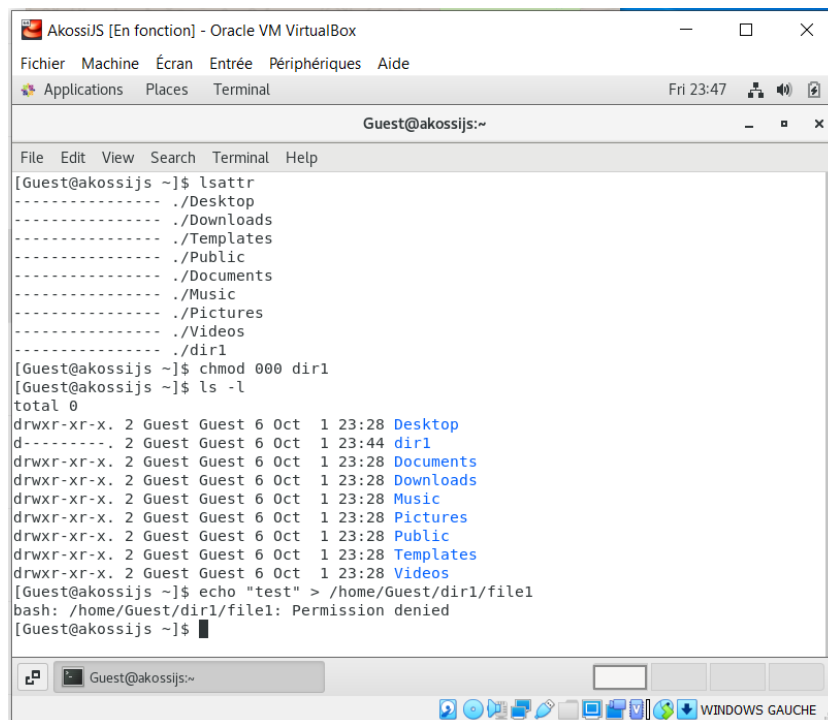 AkossiJS [En fonction] - Oracle VM VirtualBox
Fichier Machine Écran Entrée Périphériques Aide
Applications Places Terminal Fri 23:47
Guest@akossijs:~
File Edit View Search Terminal Help
[Guest@akossijs ~]$ lsattr
---------------- ./Desktop
---------------- ./Downloads
---------------- ./Templates
---------------- ./Public
---------------- ./Documents
---------------- ./Music
---------------- ./Pictures
---------------- ./Videos
---------------- ./dir1
[Guest@akossijs ~]$ chmod 000 dir1
[Guest@akossijs ~]$ ls -l
total 0
drwxr-xr-x. 2 Guest Guest 6 Oct  1 23:28 Desktop
d---------. 2 Guest Guest 6 Oct  1 23:44 dir1
drwxr-xr-x. 2 Guest Guest 6 Oct  1 23:28 Documents
drwxr-xr-x. 2 Guest Guest 6 Oct  1 23:28 Downloads
drwxr-xr-x. 2 Guest Guest 6 Oct  1 23:28 Music
drwxr-xr-x. 2 Guest Guest 6 Oct  1 23:28 Pictures
drwxr-xr-x. 2 Guest Guest 6 Oct  1 23:28 Public
drwxr-xr-x. 2 Guest Guest 6 Oct  1 23:28 Templates
drwxr-xr-x. 2 Guest Guest 6 Oct  1 23:28 Videos
[Guest@akossijs ~]$ echo "test" > /home/Guest/dir1/file1
bash: /home/Guest/dir1/file1: Permission denied
[Guest@akossijs ~]$
Guest@akossijs:~
WINDOWS GAUCHE